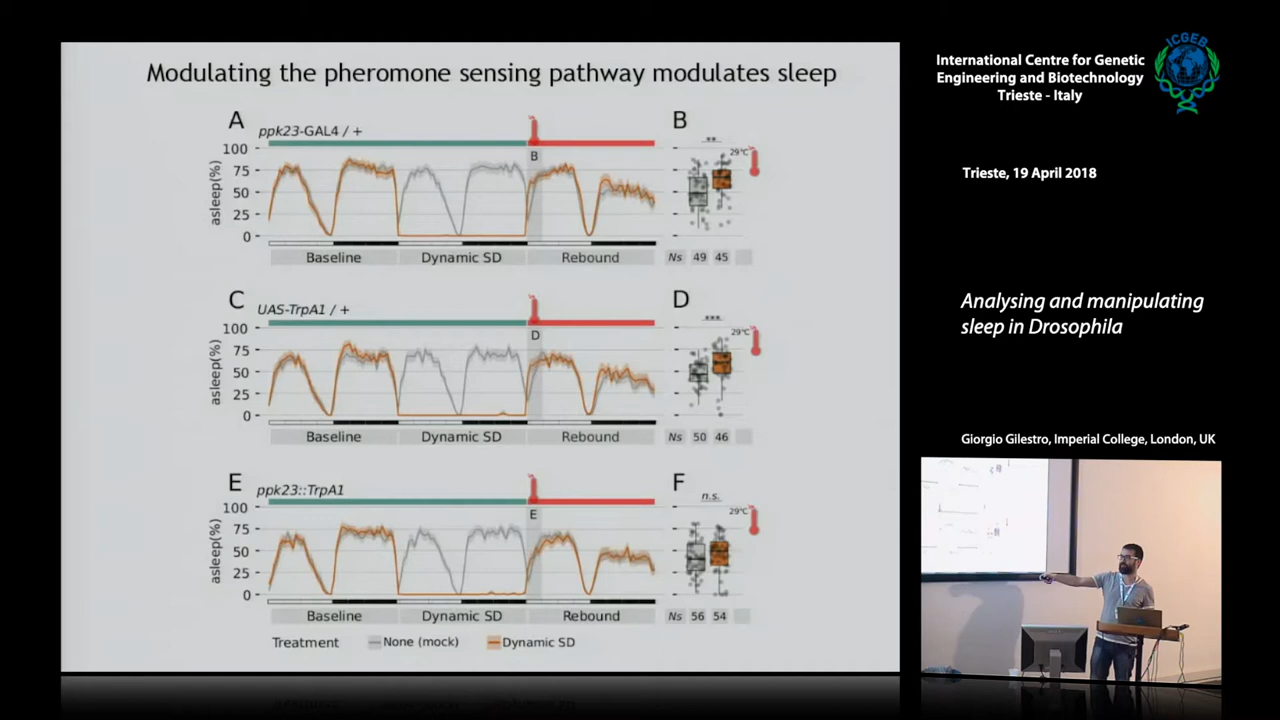 Modulating the pheromone sensing pathway modulates sleep
A
ppk23-GAL4 / +
B
100
75
50
25
0
asleep(%)
B
**
29°C
Baseline
Dynamic SD
Rebound
Ns 49 45
C
UAS-TrpA1 / +
D
100
75
50
25
0
asleep(%)
D
***
29°C
Baseline
Dynamic SD
Rebound
Ns 50 46
E
ppk23::TrpA1
F
100
75
50
25
0
asleep(%)
E
n.s.
29°C
Baseline
Dynamic SD
Rebound
Ns 56 54
Treatment
None (mock)
Dynamic SD
International Centre for Genetic
Engineering and Biotechnology
Trieste - Italy
ICGEB
Trieste, 19 April 2018
Analysing and manipulating
sleep in Drosophila
Giorgio Gilestro, Imperial College, London, UK